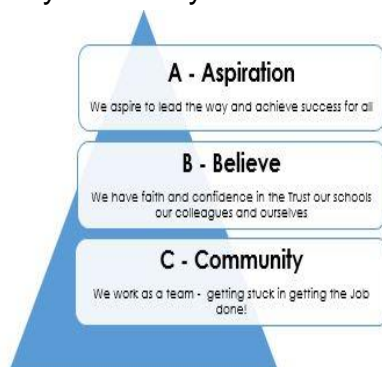 A - Aspiration
We aspire to lead the way and achieve success for all
B - Believe
We have faith and confidence in the Trust our schools
our colleagues and ourselves
C - Community
We work as a team - getting stuck in getting the Job
done!